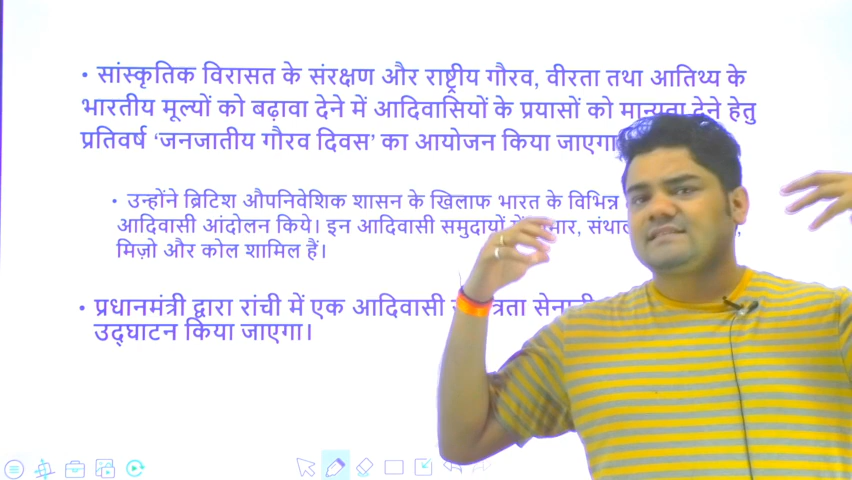 • सांस्कृतिक विरासत के संरक्षण और राष्ट्रीय गौरव, वीरता तथा आतिथ्य के
भारतीय मूल्यों को बढ़ावा देने में आदिवासियों के प्रयासों को मान्यता देने हेतु
प्रतिवर्ष ‘जनजातीय गौरव दिवस’ का आयोजन किया जाएगा
• उन्होंने ब्रिटिश औपनिवेशिक शासन के खिलाफ भारत के विभिन्न
आदिवासी आंदोलन किये। इन आदिवासी समुदायों
मिज़ो और कोल शामिल हैं।
• प्रधानमंत्री द्वारा रांची में एक आदिवासी
उद्घाटन किया जाएगा।